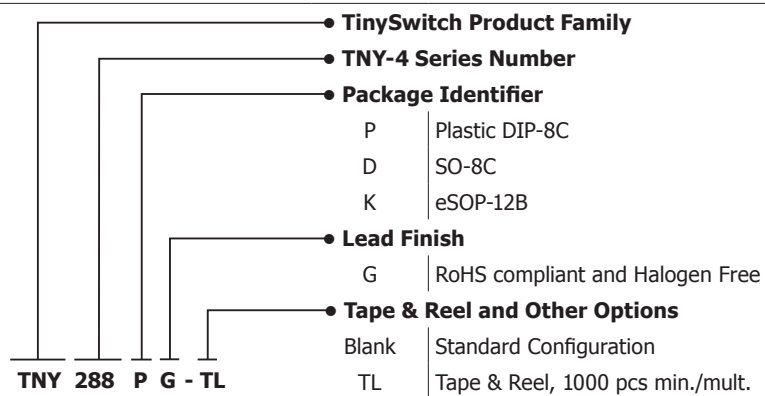 TinySwitch Product Family
TNY-4 Series Number
Package Identifier
P Plastic DIP-8C
D SO-8C
K eSOP-12B
Lead Finish
G RoHS compliant and Halogen Free
Tape & Reel and Other Options
Blank Standard Configuration
TNY 288 P G - TL TL Tape & Reel, 1000 pcs min./mult.